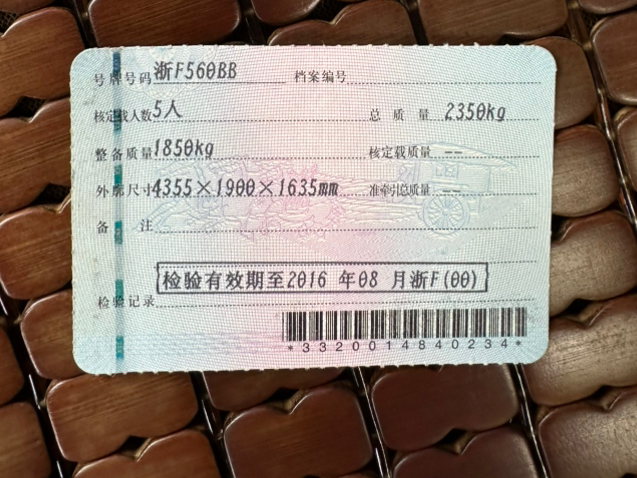 号牌号码 浙F560BB 档案编号
核定载人数 5人 总质量 2350kg
整备质量 1850kg 核定载质量 --
外廓尺寸 4355×1900×1635mm 准牵引总质量 --
备注
检验有效期至2016 年08 月浙F(00)
检验记录
*3320014840234*